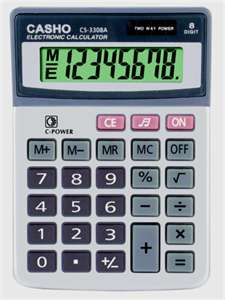 CASHO CS-3308A TWO WAY POWER 8
ELECTRONIC CALCULATOR DIGIT
M
E 12345678.
CE ON
C-POWER
M+ M- MR MC OFF
7 8 9 % √
4 5 6 - ÷
1 2 3 + ×
0 . +/- =